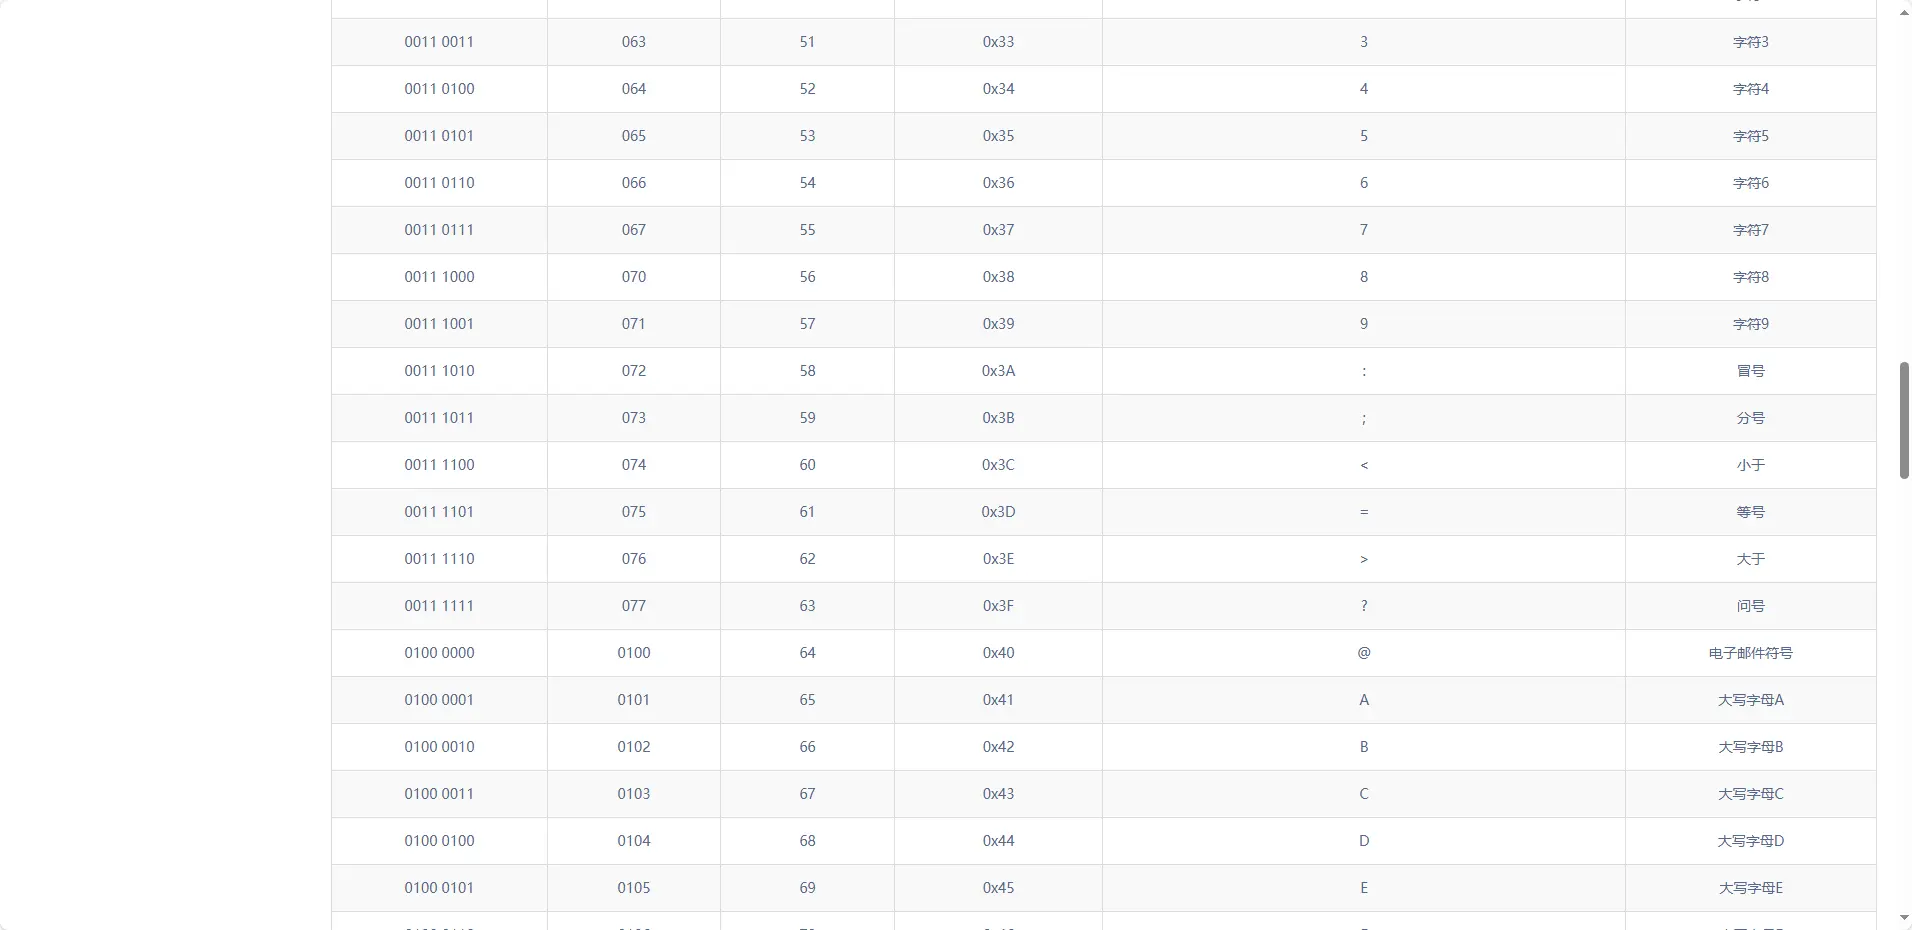 0011 0011 063 51 0x33 3 字符3
0011 0100 064 52 0x34 4 字符4
0011 0101 065 53 0x35 5 字符5
0011 0110 066 54 0x36 6 字符6
0011 0111 067 55 0x37 7 字符7
0011 1000 070 56 0x38 8 字符8
0011 1001 071 57 0x39 9 字符9
0011 1010 072 58 0x3A : 冒号
0011 1011 073 59 0x3B ; 分号
0011 1100 074 60 0x3C < 小于
0011 1101 075 61 0x3D = 等号
0011 1110 076 62 0x3E > 大于
0011 1111 077 63 0x3F ? 问号
0100 0000 0100 64 0x40 @ 电子邮件符号
0100 0001 0101 65 0x41 A 大写字母A
0100 0010 0102 66 0x42 B 大写字母B
0100 0011 0103 67 0x43 C 大写字母C
0100 0100 0104 68 0x44 D 大写字母D
0100 0101 0105 69 0x45 E 大写字母E